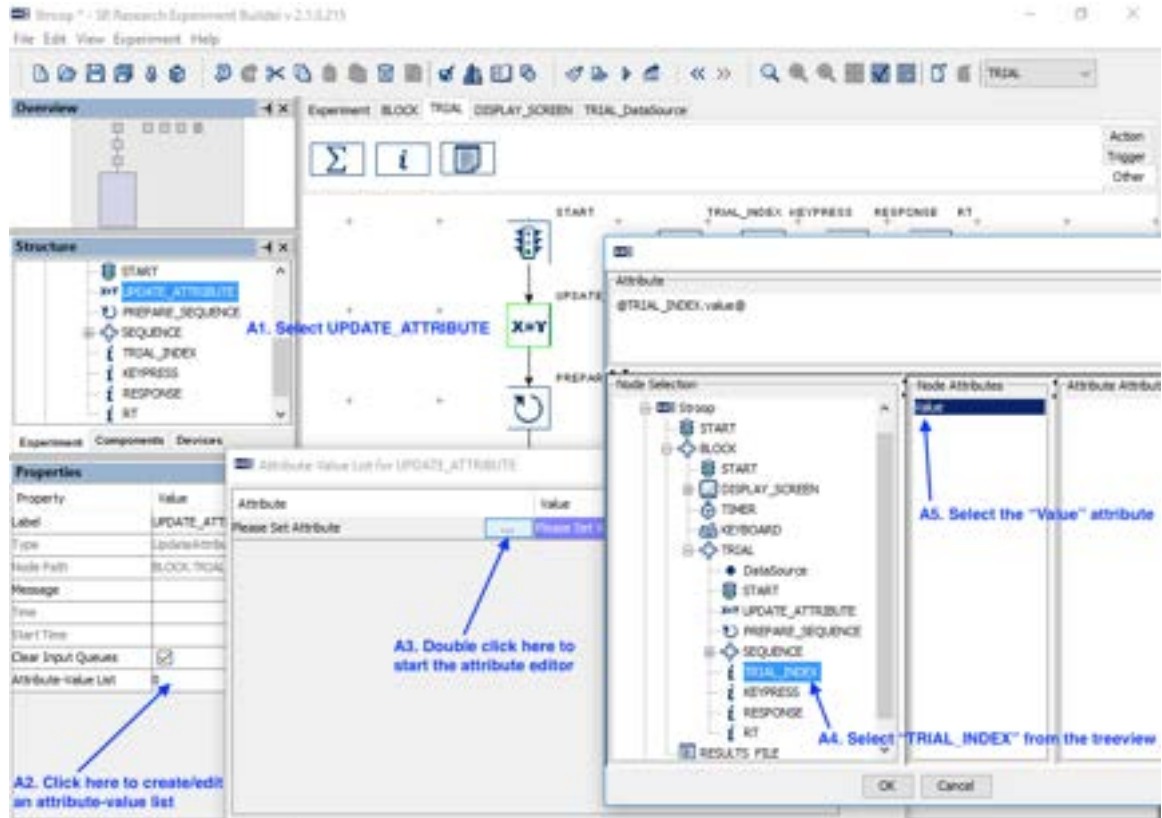 Stroop * - SR Research Experiment Builder v 2.1.0.215
File Edit View Experiment Help
TRIAL
Overview
Experiment BLOCK TRIAL DISPLAY_SCREEN TRIAL_DataSource
Action
Trigger
Other
START TRIAL_INDEX KEYPRESS RESPONSE RT
Structure
START
UPDATE_ATTRIBUTE
PREPARE_SEQUENCE
SEQUENCE
TRIAL_INDEX
KEYPRESS
RESPONSE
RT
Experiment Components Devices
A1. Select UPDATE_ATTRIBUTE
UPDATE
X=Y
PREPAR
Attribute
@TRIAL_INDEX.value@
Node Selection
Stroop
START
BLOCK
START
DISPLAY_SCREEN
TIMER
KEYBOARD
TRIAL
DataSource
START
X=Y UPDATE_ATTRIBUTE
PREPARE_SEQUENCE
SEQUENCE
TRIAL_INDEX
KEYPRESS
RESPONSE
RT
RESULTS_FILE
Node Attributes
Value
Attribute Attribut
A5. Select the "Value" attribute
A4. Select "TRIAL_INDEX" from the treeview
OK Cancel
Properties
Property Value
Label UPDATE_ATT
Type UpdateAttrib
Node Path BLOCK.TRIAL
Message
Time
Start Time
Clear Input Queues
Attribute-Value List 0
A2. Click here to create/edit
an attribute-value list
Attribute-Value List for UPDATE_ATTRIBUTE
Attribute Value
Please Set Attribute ... Please Set V
A3. Double click here to
start the attribute editor